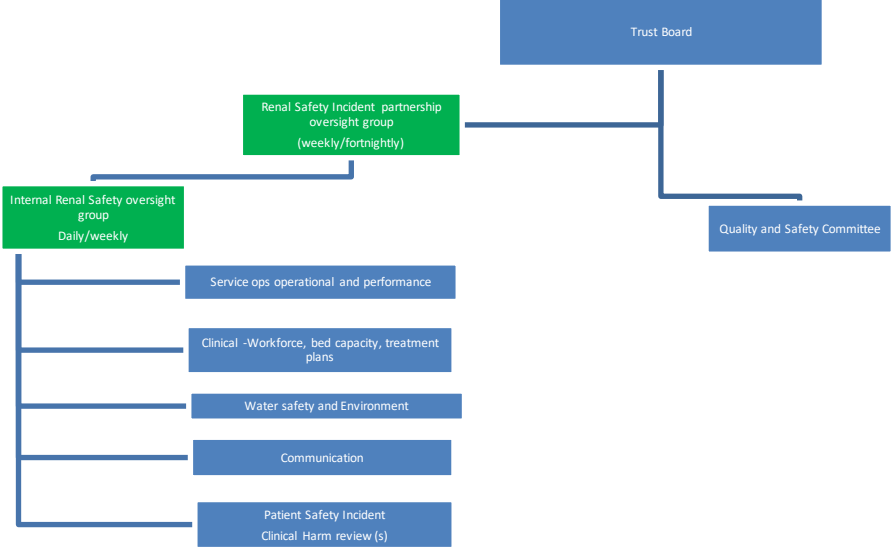 Trust Board
Renal Safety Incident partnership
oversight group
(weekly/fortnightly)
Internal Renal Safety oversight
group
Daily/weekly
Quality and Safety Committee
Service ops operational and performance
Clinical -Workforce, bed capacity, treatment
plans
Water safety and Environment
Communication
Patient Safety Incident
Clinical Harm review (s)